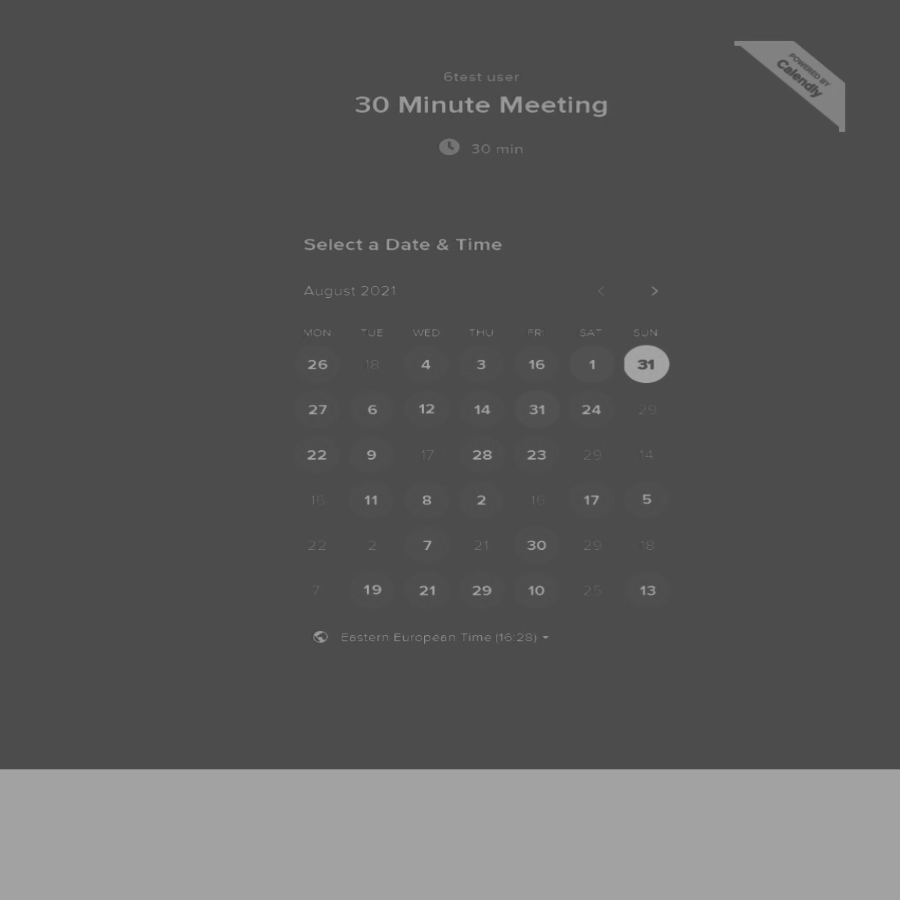 POWERED BY
Calendly
6test user
30 Minute Meeting
30 min
Select a Date & Time
August 2021
MON TUE WED THU FRI SAT SUN
26 18 4 3 16 1 31
27 6 12 14 31 24 29
22 9 17 28 23 29 14
11 8 2 17 5
22 2 7 21 30 29 18
7 19 21 29 10 25 13
Eastern European Time (16:28)